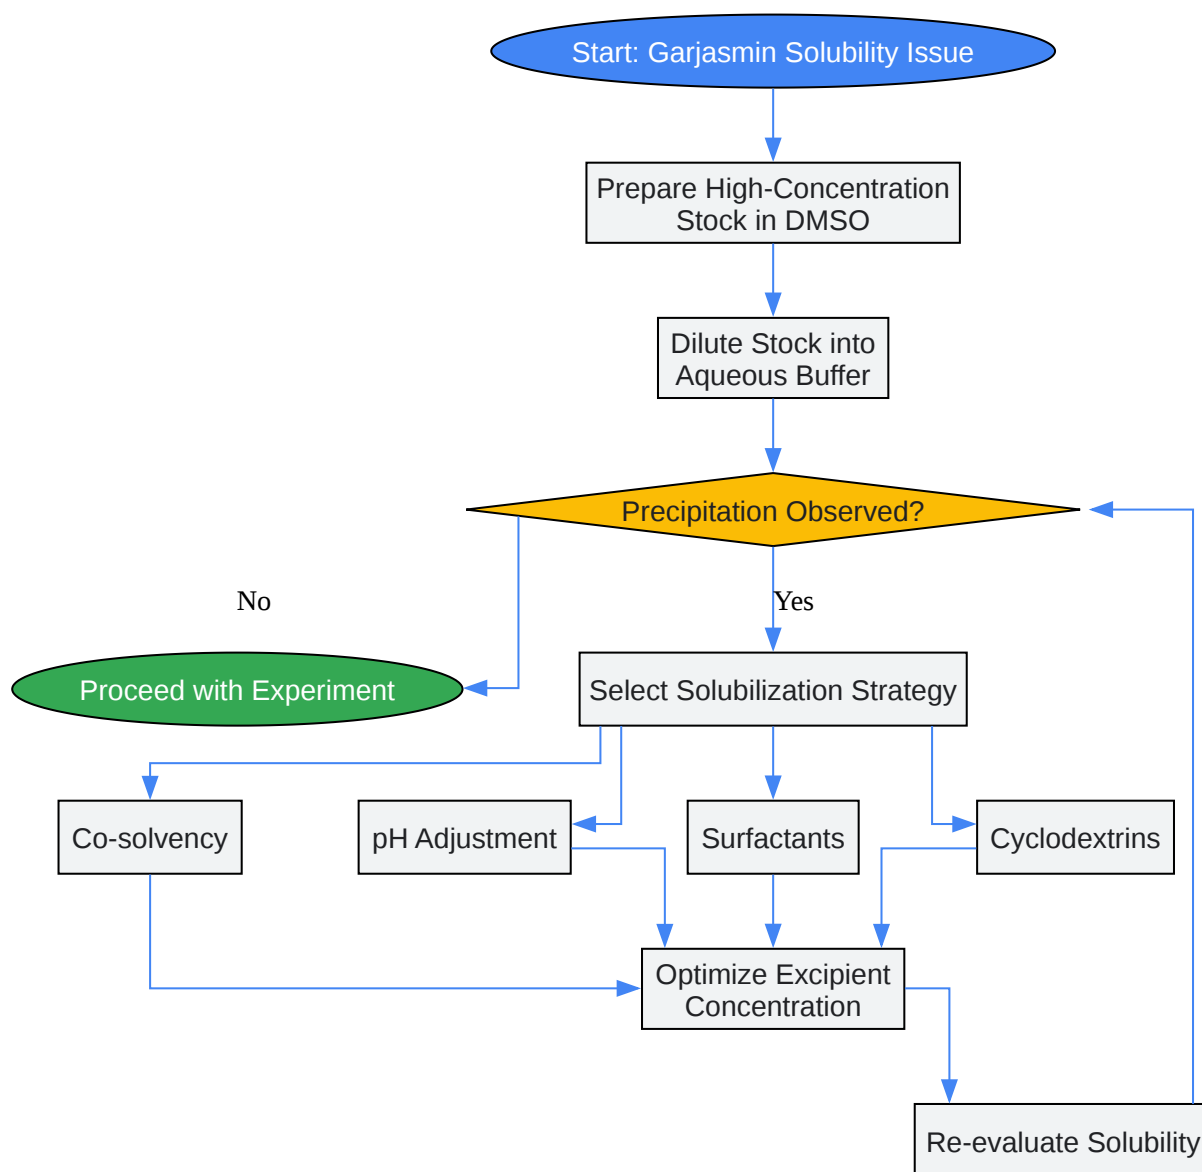 Start: Garjasmin Solubility Issue
Prepare High-Concentration
Stock in DMSO
Dilute Stock into
Aqueous Buffer
Precipitation Observed?
No
Yes
Proceed with Experiment
Select Solubilization Strategy
Co-solvency
pH Adjustment
Surfactants
Cyclodextrins
Optimize Excipient
Concentration
Re-evaluate Solubility